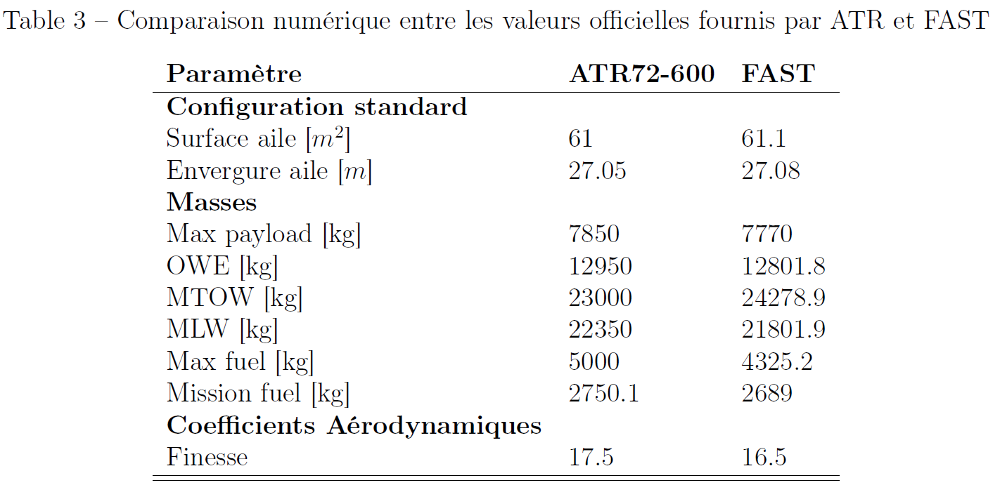 Table 3 – Comparaison numérique entre les valeurs officielles fournis par ATR et FAST
Paramètre ATR72-600 FAST
Configuration standard
Surface aile [m²] 61 61.1
Envergure aile [m] 27.05 27.08
Masses
Max payload [kg] 7850 7770
OWE [kg] 12950 12801.8
MTOW [kg] 23000 24278.9
MLW [kg] 22350 21801.9
Max fuel [kg] 5000 4325.2
Mission fuel [kg] 2750.1 2689
Coefficients Aérodynamiques
Finesse 17.5 16.5